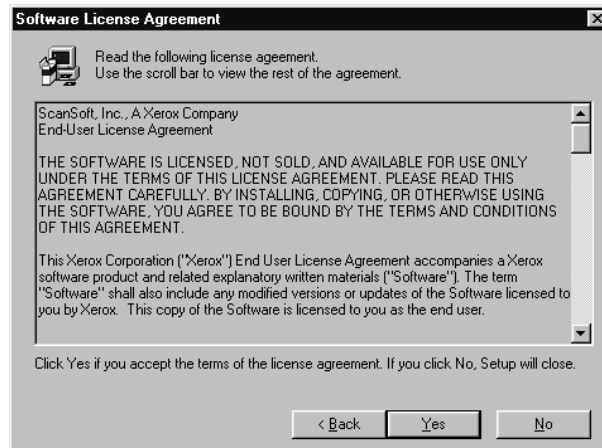 Software License Agreement
Read the following license ageement.
Use the scroll bar to view the rest of the agreement.
ScanSoft, Inc., A Xerox Company
End-User License Agreement
THE SOFTWARE IS LICENSED, NOT SOLD, AND AVAILABLE FOR USE ONLY
UNDER THE TERMS OF THIS LICENSE AGREEMENT. PLEASE READ THIS
AGREEMENT CAREFULLY. BY INSTALLING, COPYING, OR OTHERWISE USING
THE SOFTWARE, YOU AGREE TO BE BOUND BY THE TERMS AND CONDITIONS
OF THIS AGREEMENT.
This Xerox Corporation ("Xerox") End User License Agreement accompanies a Xerox
software product and related explanatory written materials ("Software"). The term
"Software" shall also include any modified versions or updates of the Software licensed to
you by Xerox.  This copy of the Software is licensed to you as the end user.
Click Yes if you accept the terms of the license agreement. If you click No, Setup will close.
< Back
Yes
No